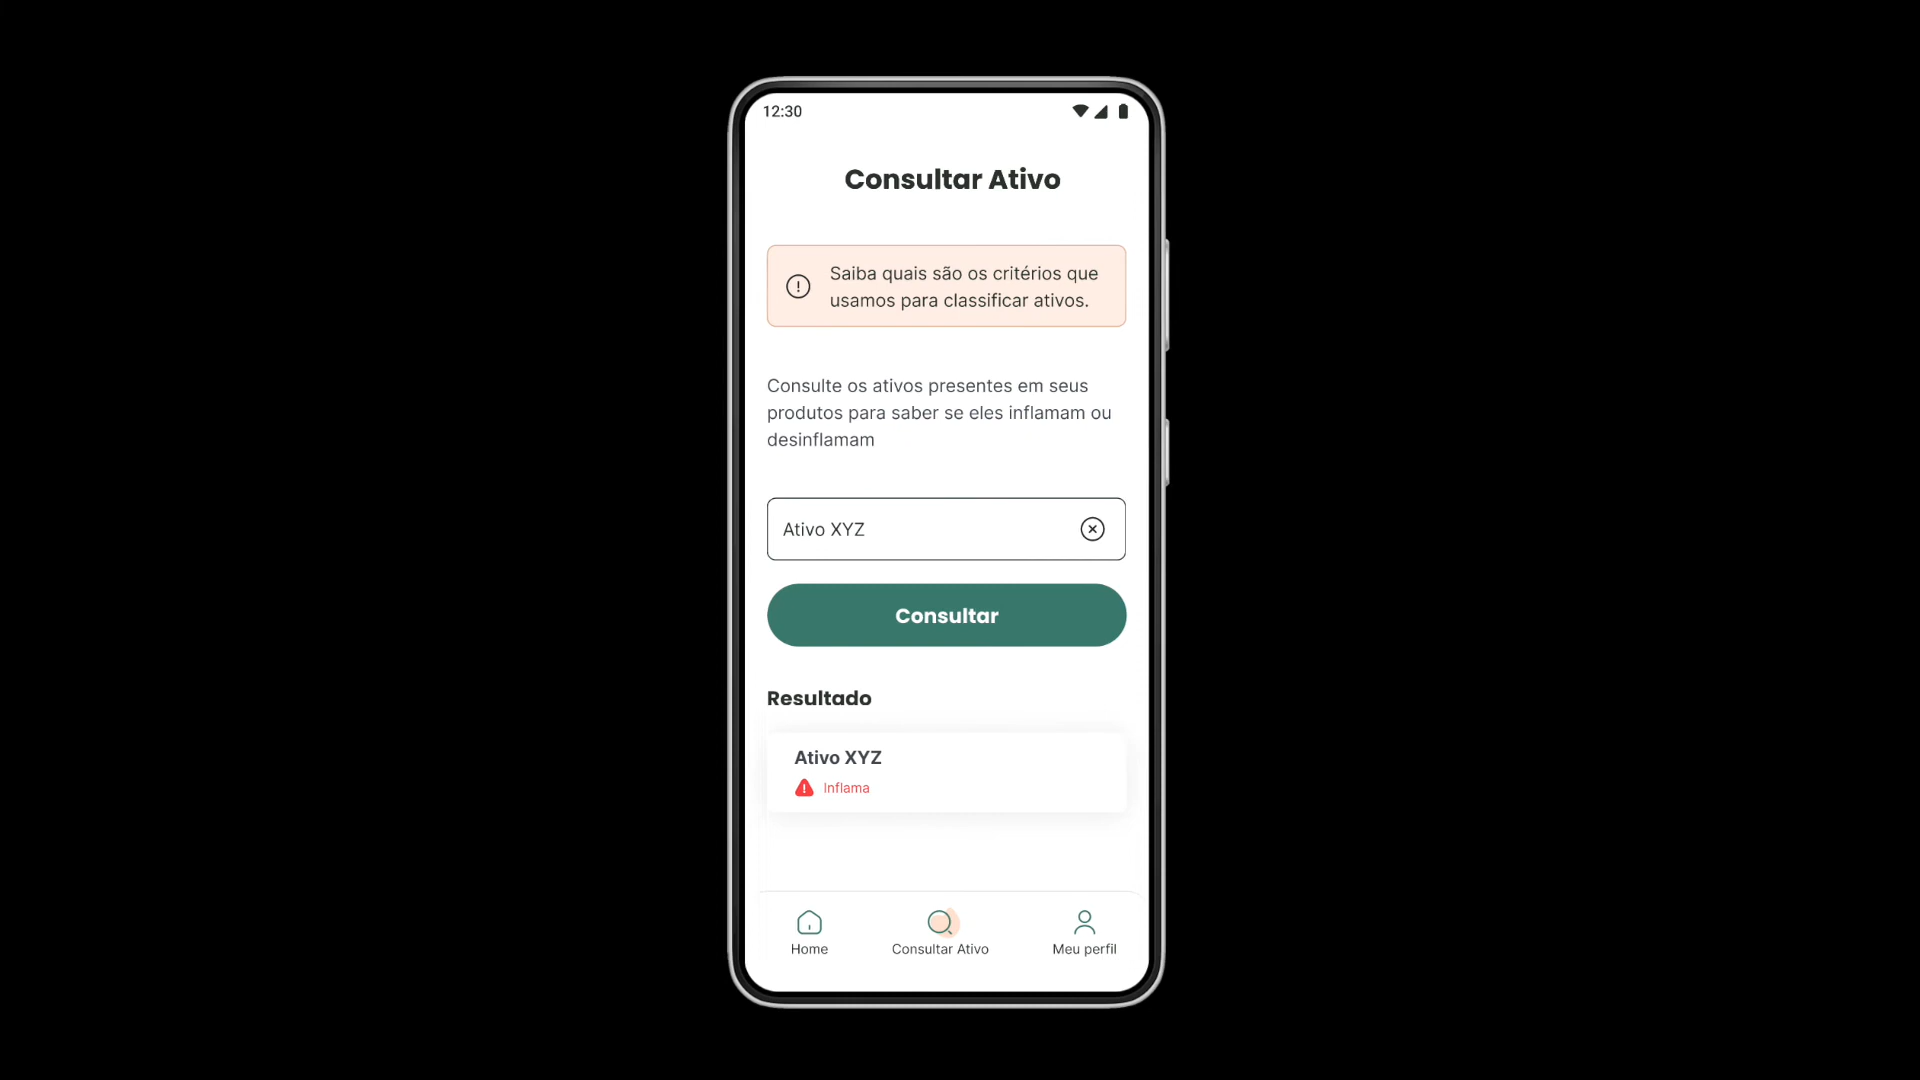 12:30
Consultar Ativo
Saiba quais são os critérios que
usamos para classificar ativos.
Consulte os ativos presentes em seus
produtos para saber se eles inflamam ou
desinflamam
Ativo XYZ
Consultar
Resultado
Ativo XYZ
Inflama
Home
Consultar Ativo
Meu perfil